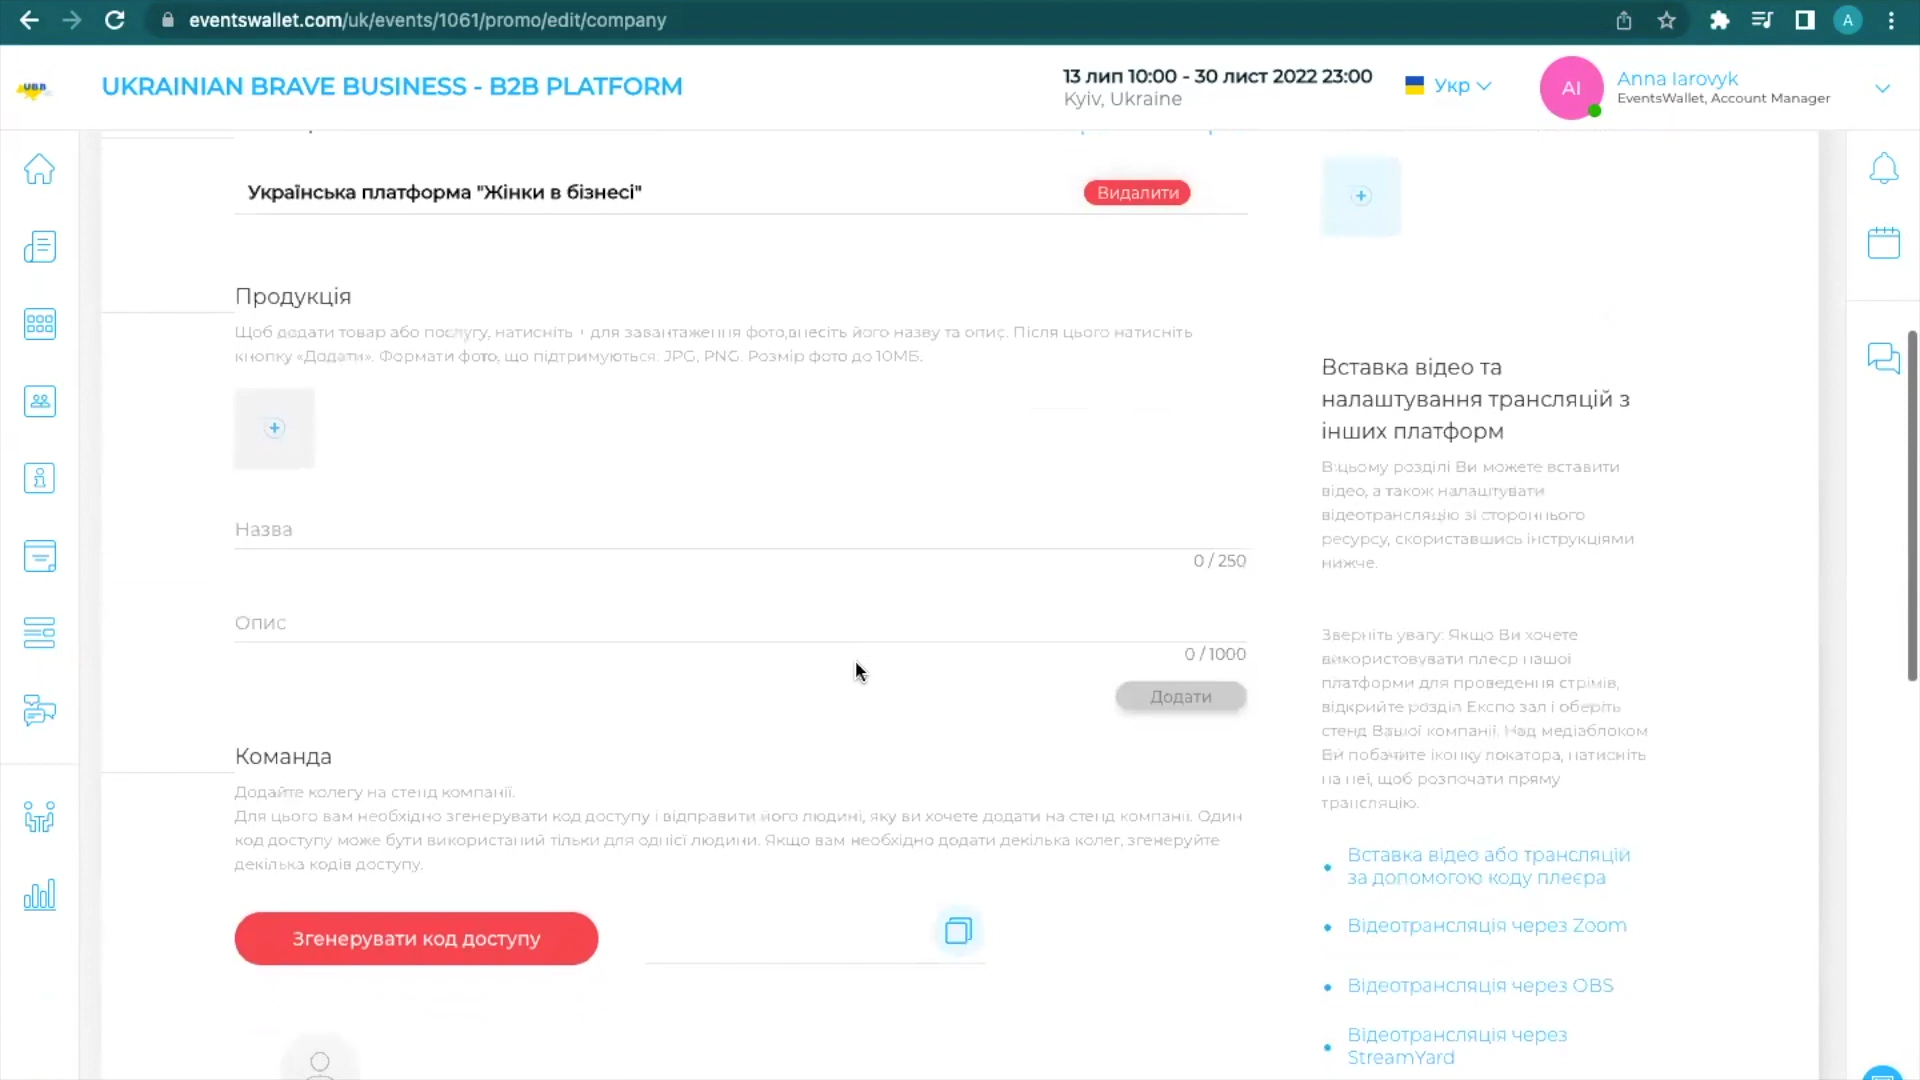 eventswallet.com/uk/events/1061/promo/edit/company
A
UBB
UKRAINIAN BRAVE BUSINESS - B2B PLATFORM
13 лип 10:00 - 30 лист 2022 23:00
Kyiv, Ukraine
Укр
AI
Anna Iarovyk
EventsWallet, Account Manager
Українська платформа "Жінки в бізнесі"
Видалити
Продукція
Щоб додати товар або послугу, натисніть + для завантаження фото,внесіть його назву та опис. Після цього натисніть
кнопку «Додати». Формати фото, що підтримуються: JPG, PNG. Розмір фото до 10МБ.
Назва
0 / 250
Опис
0 / 1000
Додати
Команда
Додайте колегу на стенд компанії.
Для цього вам необхідно згенерувати код доступу і відправити його людині, яку ви хочете додати на стенд компанії. Один
код доступу може бути використаний тільки для однієї людини. Якщо вам необхідно додати декілька колег, згенеруйте
декілька кодів доступу.
Згенерувати код доступу
Вставка відео та
налаштування трансляцій з
інших платформ
В цьому розділі Ви можете вставити
відео, а також налаштувати
відеотрансляцію зі стороннього
ресурсу, скориставшись інструкціями
нижче.
Зверніть увагу: Якщо Ви хочете
використовувати плеєр нашої
платформи для проведення стрімів,
відкрийте розділ Експо зал і оберіть
стенд Вашої компанії. Над медіаблоком
Ви побачите іконку локатора, натисніть
на неї, щоб розпочати пряму
трансляцію.
Вставка відео або трансляцій
за допомогою коду плеєра
Відеотрансляція через Zoom
Відеотрансляція через OBS
Відеотрансляція через
StreamYard